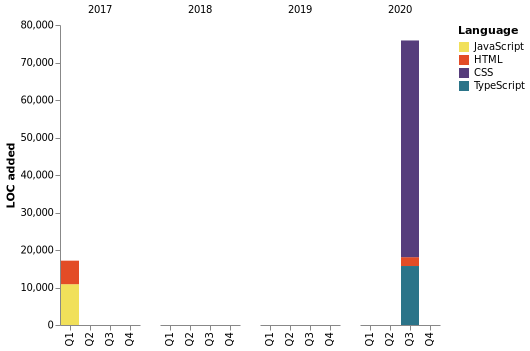 2017 2018 2019 2020
Language
JavaScript
HTML
CSS
TypeScript
LOC added
80,000
70,000
60,000
50,000
40,000
30,000
20,000
10,000
0
Q1 Q2 Q3 Q4 Q1 Q2 Q3 Q4 Q1 Q2 Q3 Q4 Q1 Q2 Q3 Q4